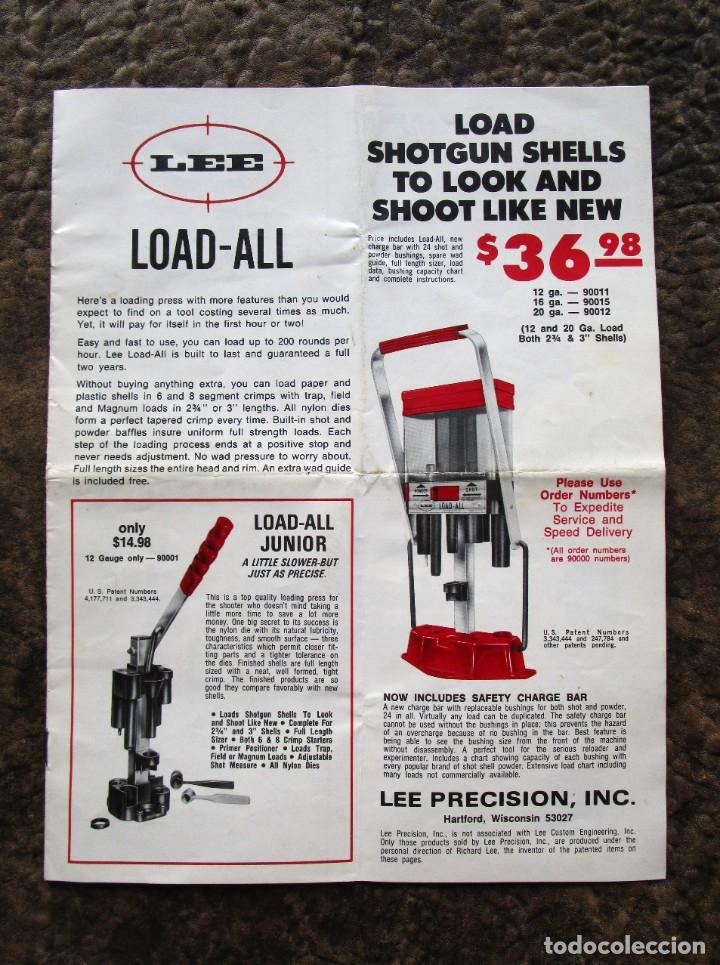 LEE
LOAD-ALL
Here's a loading press with more features than you would
expect to find on a tool costing several times as much.
Yet, it will pay for itself in the first hour or two!
Easy and fast to use, you can load up to 200 rounds per
hour. Lee Load-All is built to last and guaranteed a full
two years.
Without buying anything extra, you can load paper and
plastic shells in 6 and 8 segment crimps with trap, field
and Magnum loads in 2¾" or 3" lengths. All nylon dies
form a perfect tapered crimp every time. Built-in shot and
powder baffles insure uniform full strength loads. Each
step of the loading process ends at a positive stop and
never needs adjustment. No wad pressure to worry about.
Full length sizes the entire head and rim. An extra wad guide
is included free.
only
$14.98
12 Gauge only — 90001
U. S. Patent Numbers
4,177,711 and 3,343,444.
LOAD-ALL
JUNIOR
A LITTLE SLOWER-BUT
JUST AS PRECISE.
This is a top quality loading press for
the shooter who doesn't mind taking a
little more time to save a lot more
money. One big secret to its success is
the nylon die with its natural lubricity,
toughness, and smooth surface — three
characteristics which permit closer fit-
ting parts and a tighter tolerance on
the dies. Finished shells are full length
sized with a neat, well formed, tight
crimp. The finished products are so
good they compare favorably with new
shells.
• Loads Shotgun Shells To Look
and Shoot Like New • Complete For
2¾" and 3" Shells • Full Length
Sizer • Both 6 & 8 Crimp Starters
• Primer Positioner • Loads Trap,
Field or Magnum Loads • Adjustable
Shot Measure • All Nylon Dies
LOAD
SHOTGUN SHELLS
TO LOOK AND
SHOOT LIKE NEW
Price includes Load-All, new
charge bar with 24 shot and
powder bushings, spare wad
guide, full length sizer, load
data, bushing capacity chart
and complete instructions.
$36.98
12 ga. — 90011
16 ga. — 90015
20 ga. — 90012
(12 and 20 Ga. Load
Both 2¾ & 3" Shells)
POWDER
SHOT
LOAD-ALL
Please Use
Order Numbers*
To Expedite
Service and
Speed Delivery
*(All order numbers
are 90000 numbers)
U. S. Patent Numbers
3,343,444 and 247,784 and
other patents pending.
NOW INCLUDES SAFETY CHARGE BAR
A new charge bar with replaceable bushings for both shot and powder,
24 in all. Virtually any load can be duplicated. The safety charge bar
cannot be used without the bushings in place; this prevents the hazard
of an overcharge because of no bushing in the bar. Best feature is
being able to see the bushing size from the front of the machine
without disassembly. A perfect tool for the serious reloader and
experimenter. Includes a chart showing capacity of each bushing with
every popular brand of shot shell powder. Extensive load chart including
many loads not commercially available.
LEE PRECISION, INC.
Hartford, Wisconsin 53027
Lee Precision, Inc., is not associated with Lee Custom Engineering, Inc.
Only those products sold by Lee Precision, Inc., are produced under the
personal direction of Richard Lee, the inventor of the patented items on
these pages.
todocoleccion